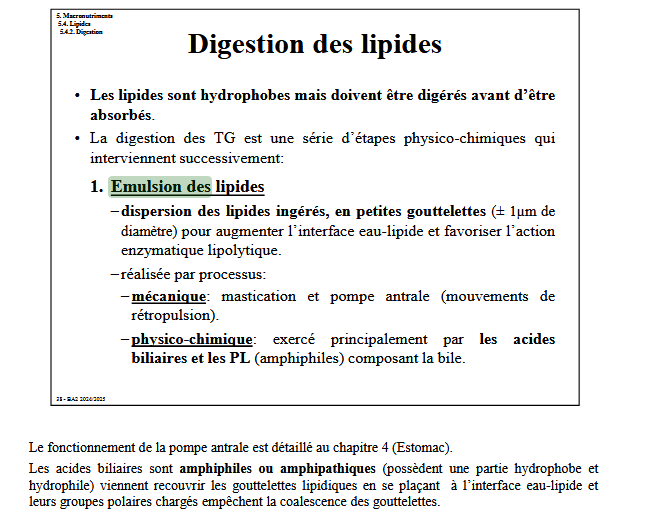 5. Macronutriments
5.4. Lipides
5.4.2. Digestion
Digestion des lipides
• Les lipides sont hydrophobes mais doivent être digérés avant d’être
absorbés.
• La digestion des TG est une série d’étapes physico-chimiques qui
interviennent successivement:
1. Emulsion des lipides
–dispersion des lipides ingérés, en petites gouttelettes (± 1µm de
diamètre) pour augmenter l’interface eau-lipide et favoriser l’action
enzymatique lipolytique.
–réalisée par processus:
–mécanique: mastication et pompe antrale (mouvements de
rétropulsion).
–physico-chimique: exercé principalement par les acides
biliaires et les PL (amphiphiles) composant la bile.
38 - BA2 2024/2025
Le fonctionnement de la pompe antrale est détaillé au chapitre 4 (Estomac).
Les acides biliaires sont amphiphiles ou amphipathiques (possèdent une partie hydrophobe et
hydrophile) viennent recouvrir les gouttelettes lipidiques en se plaçant à l’interface eau-lipide et
leurs groupes polaires chargés empêchent la coalescence des gouttelettes.